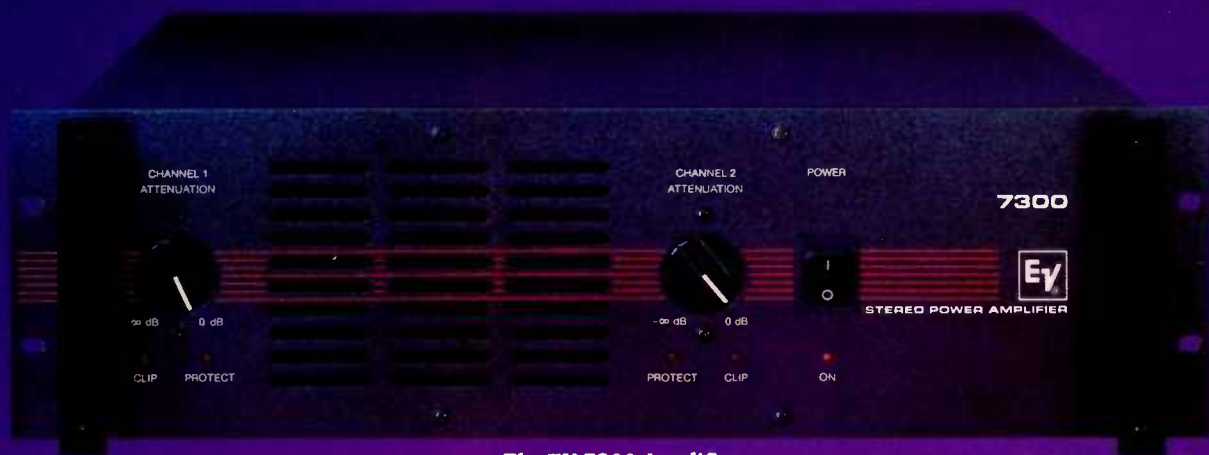 CHANNEL 1
ATTENUATION
CHANNEL 2
ATTENUATION
POWER
7300
I
O
EV
STEREO POWER AMPLIFIER
∞ dB 0 dB
-∞ dB 0 dB
CLIP PROTECT
PROTECT CLIP
ON